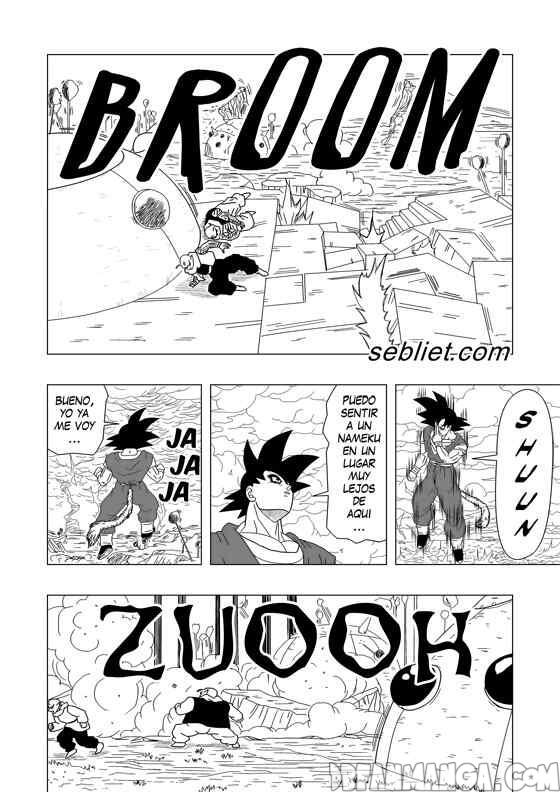 BROOM
sebliet.com
BUENO,
YO YA
ME VOY
...
JA
JA
JA
PUEDO
SENTIR
A UN
NAMEKU
EN UN
LUGAR
MUY
LEJOS
DE
AQUI
...
SHUUN
ZUOOH
DBFANMANGA.COM